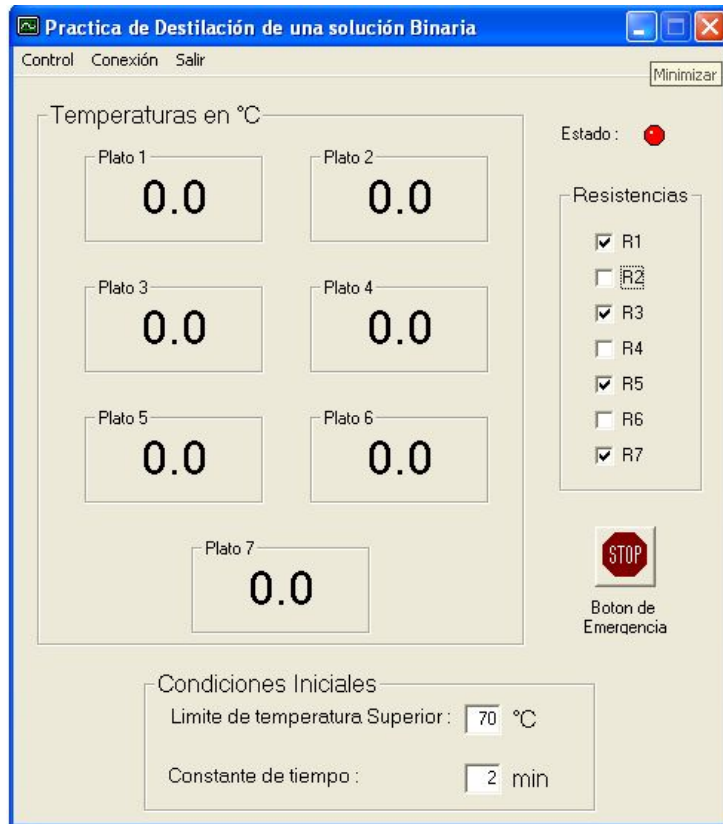 Practica de Destilación de una solución Binaria
Control Conexión Salir
Minimizar
Temperaturas en °C
Plato 1
0.0
Plato 2
0.0
Plato 3
0.0
Plato 4
0.0
Plato 5
0.0
Plato 6
0.0
Plato 7
0.0
Estado :
Resistencias
R1
R2
R3
R4
R5
R6
R7
STOP
Boton de
Emergencia
Condiciones Iniciales
Limite de temperatura Superior : 70 °C
Constante de tiempo : 2 min